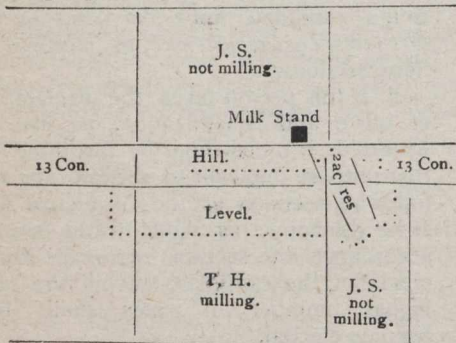 J. S.
not milling.
Milk Stand
13 Con.
Hill.
2 ac res
13 Con.
Level.
T. H.
milling.
J. S.
not
milling.